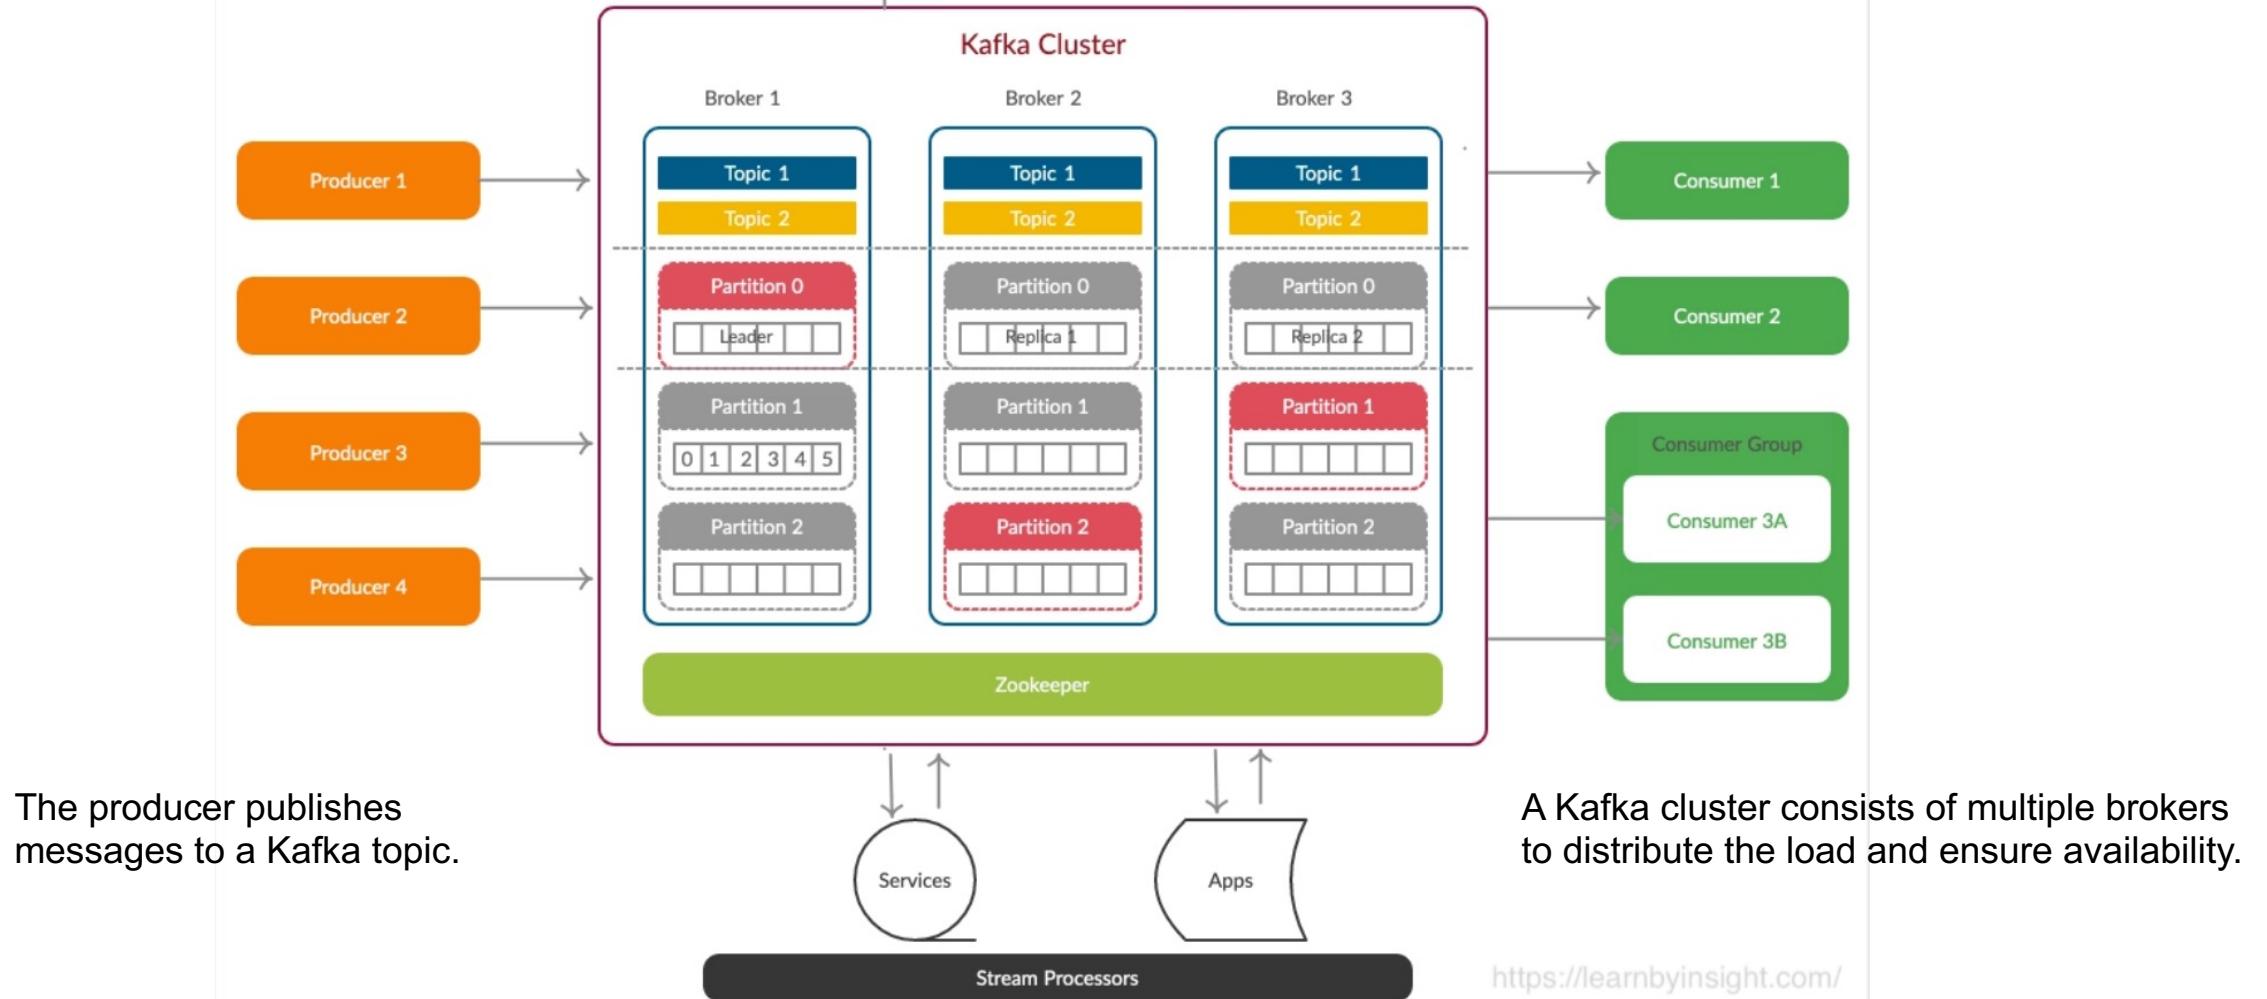 Kafka Cluster
Broker 1
Broker 2
Broker 3
Topic 1
Topic 1
Topic 1
Topic 2
Topic 2
Topic 2
Partition 0
Partition 0
Partition 0
Leader
Replica 1
Replica 2
Partition 1
Partition 1
Partition 1
0 1 2 3 4 5
Partition 2
Partition 2
Partition 2
Zookeeper
Producer 1
Producer 2
Producer 3
Producer 4
Consumer 1
Consumer 2
Consumer Group
Consumer 3A
Consumer 3B
The producer publishes
messages to a Kafka topic.
A Kafka cluster consists of multiple brokers
to distribute the load and ensure availability.
Services
Apps
Stream Processors
https://learnbyinsight.com/